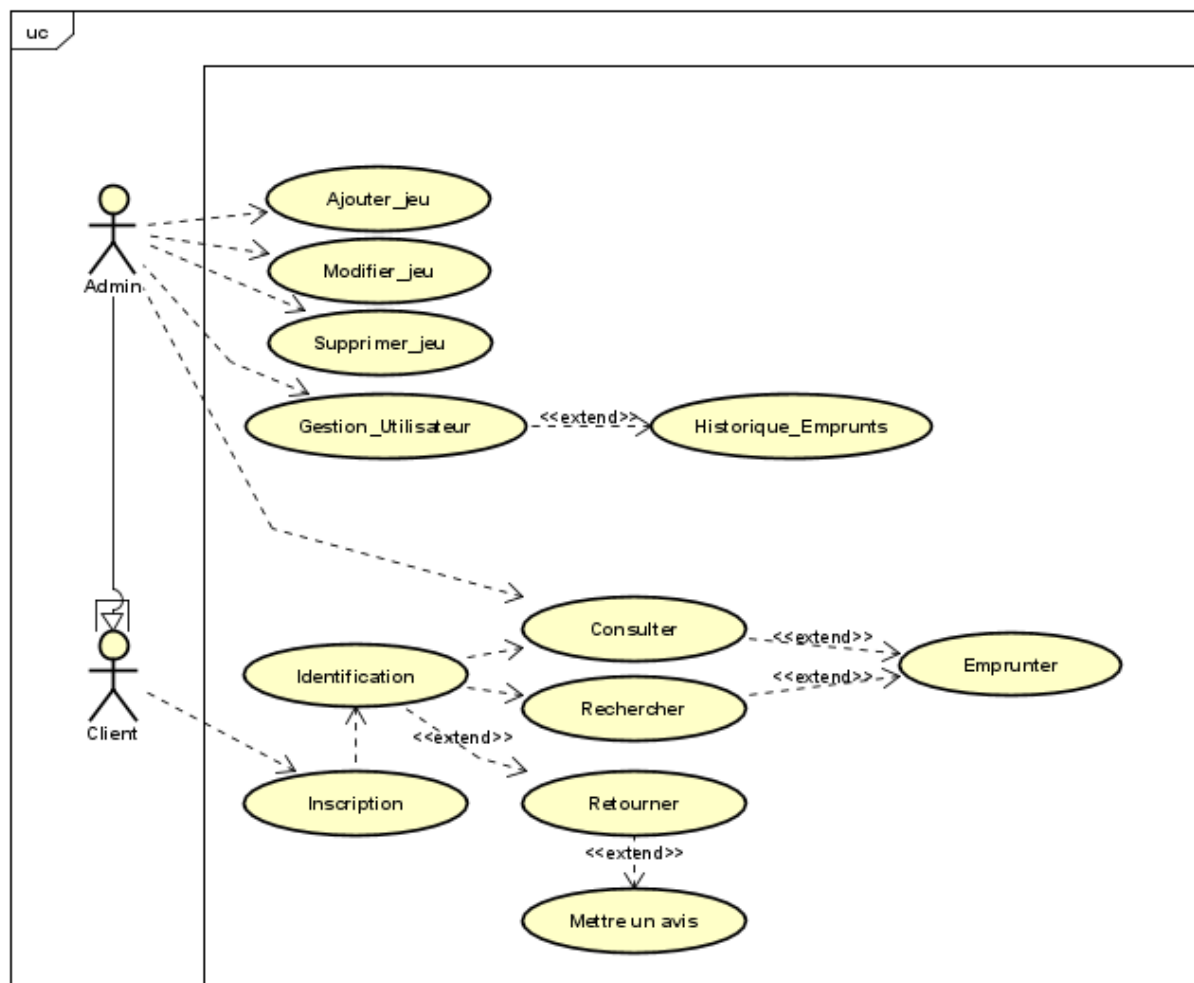 uc
Ajouter_jeu
Admin
Modifier_jeu
Supprimer_jeu
Gestion_Utilisateur
<<extend>>
Historique_Emprunts
Consulter
<<extend>>
Emprunter
Identification
<<extend>>
Rechercher
Client
<<extend>>
Inscription
Retourner
<<extend>>
Mettre un avis